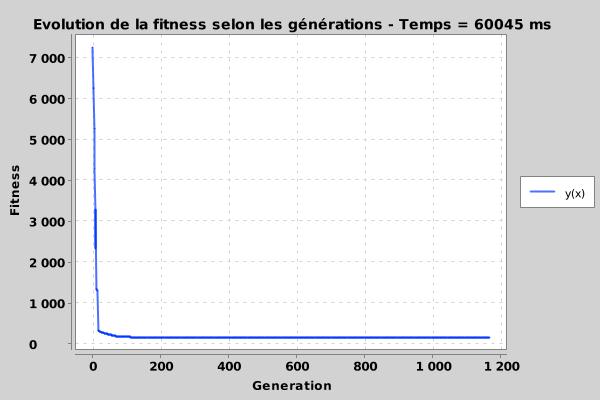 Evolution de la fitness selon les générations - Temps = 60045 ms
7 000
6 000
5 000
4 000
3 000
2 000
1 000
0
Fitness
y(x)
0 200 400 600 800 1 000 1 200
Generation